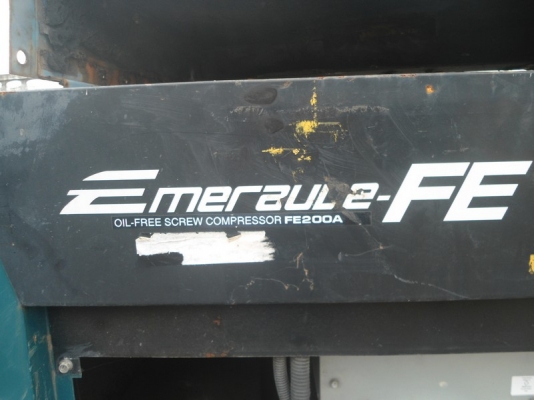 Emeraude-FE
OIL-FREE SCREW COMPRESSOR FE200A